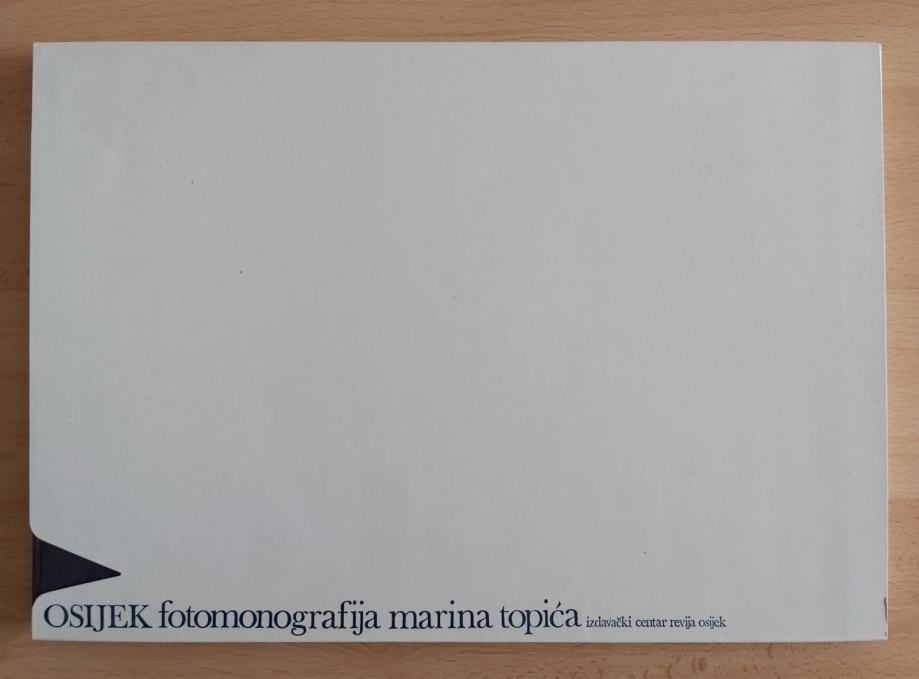 OSIJEK fotomonografija marina topića izdavački centar revija osijek